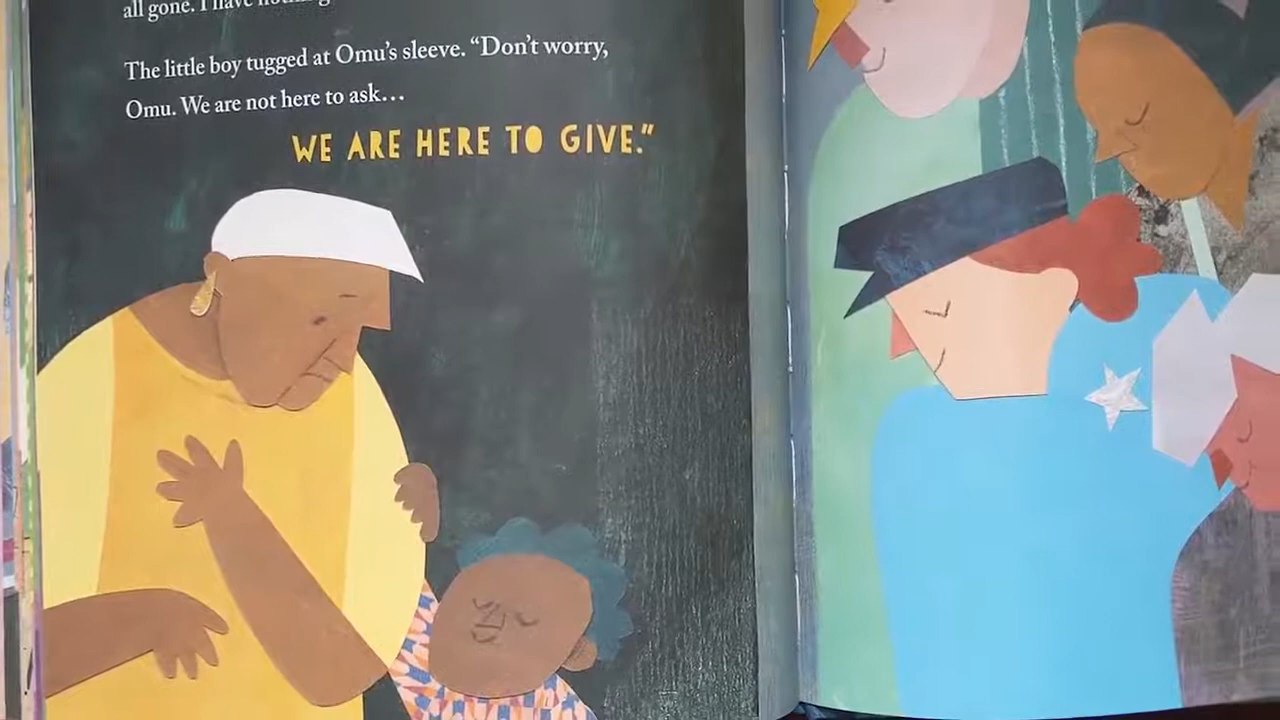 all gone. I have nothing
The little boy tugged at Omu's sleeve. “Don't worry,
Omu. We are not here to ask…
WE ARE HERE TO GIVE.”